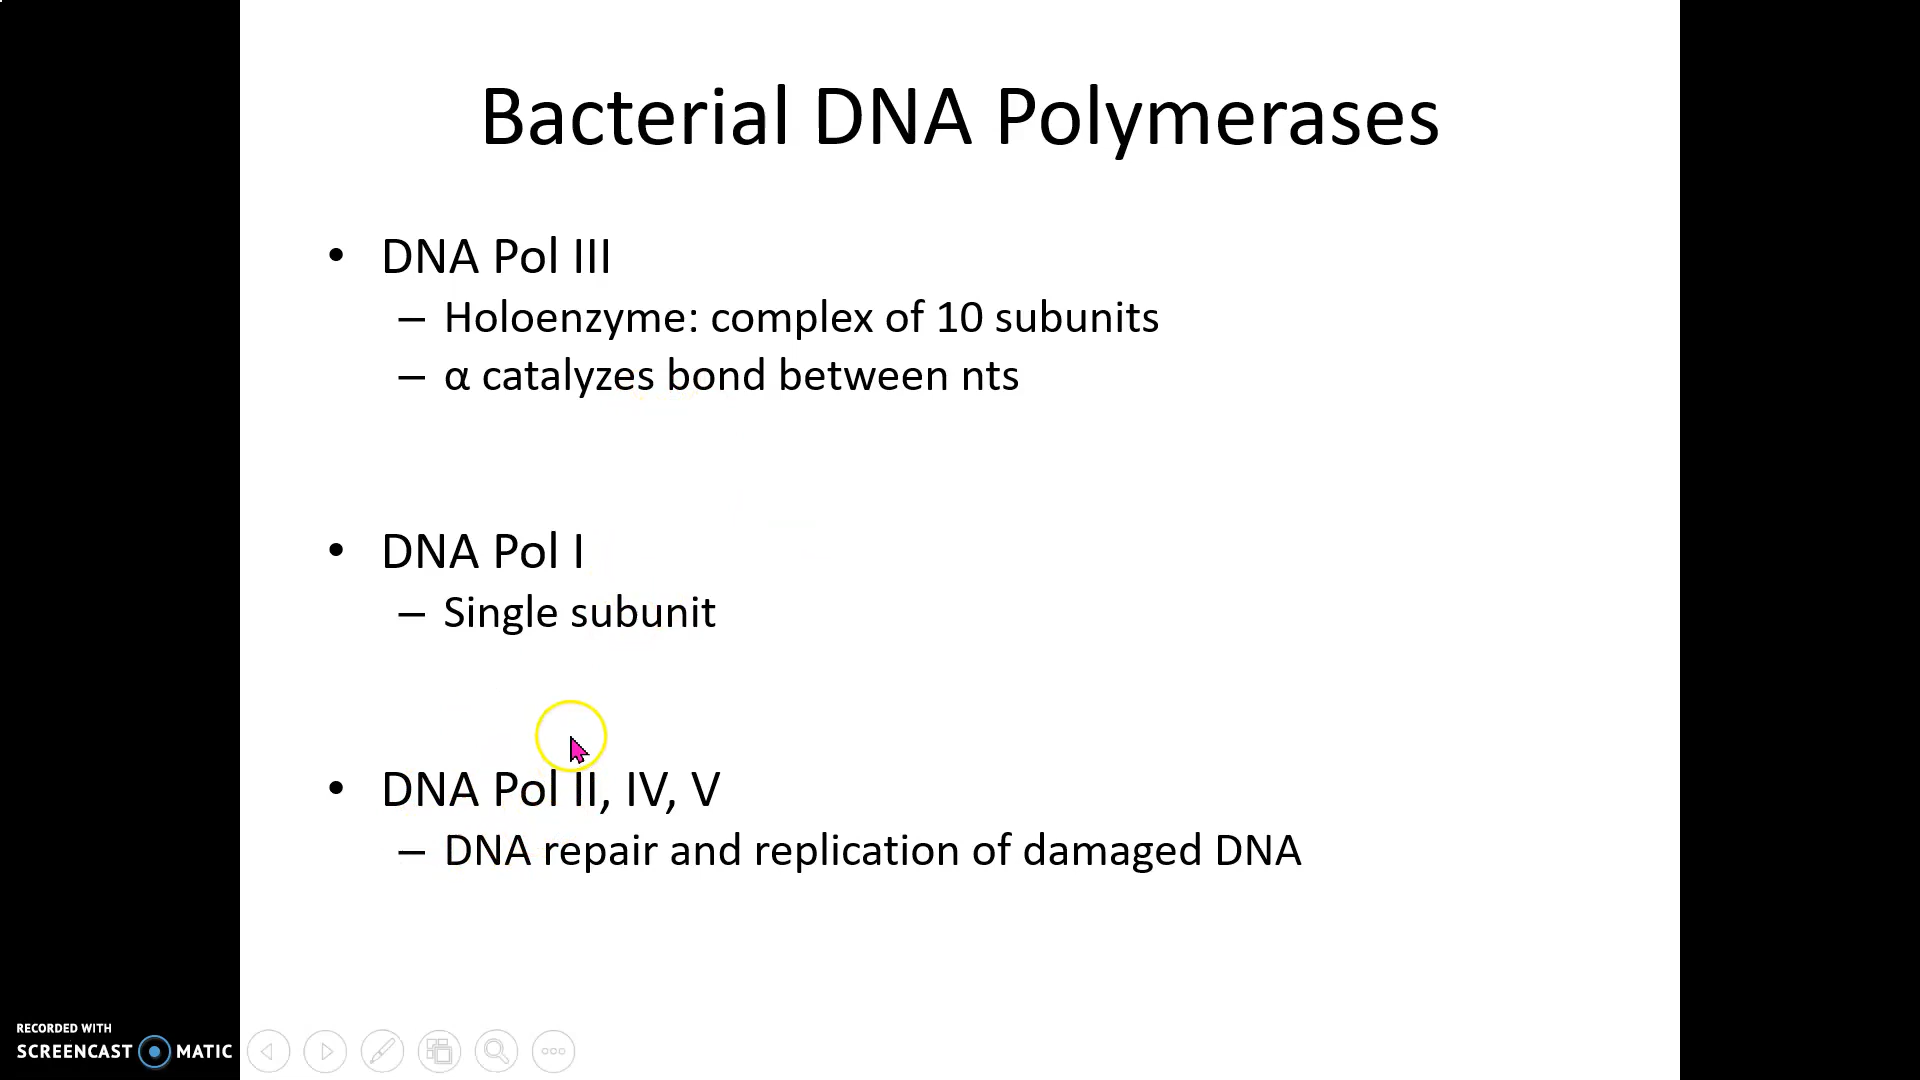 Bacterial DNA Polymerases
• DNA Pol III
– Holoenzyme: complex of 10 subunits
– α catalyzes bond between nts
• DNA Pol I
– Single subunit
• DNA Pol II, IV, V
– DNA repair and replication of damaged DNA
RECORDED WITH
SCREENCAST MATIC